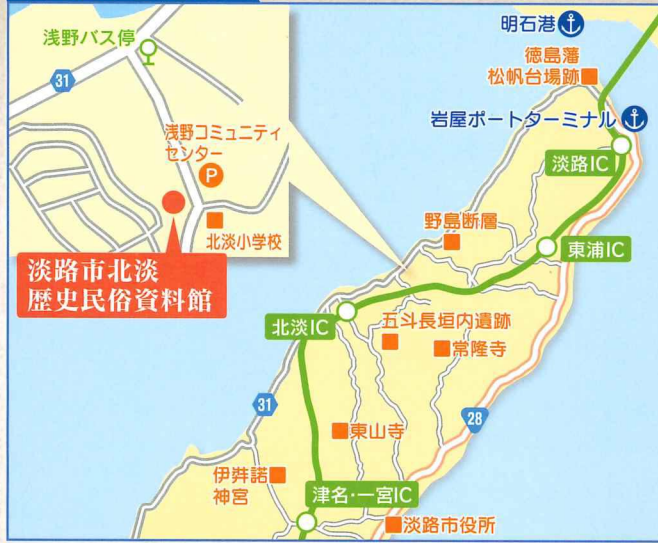 浅野バス停
31
浅野コミュニティ
センター
P
北淡小学校
淡路市北淡
歴史民俗資料館
明石港
徳島藩
松帆台場跡
岩屋ポートターミナル
淡路IC
野島断層
東浦IC
北淡IC
五斗長垣内遺跡
常隆寺
31
28
東山寺
伊弉諾
神宮
津名・一宮IC
淡路市役所